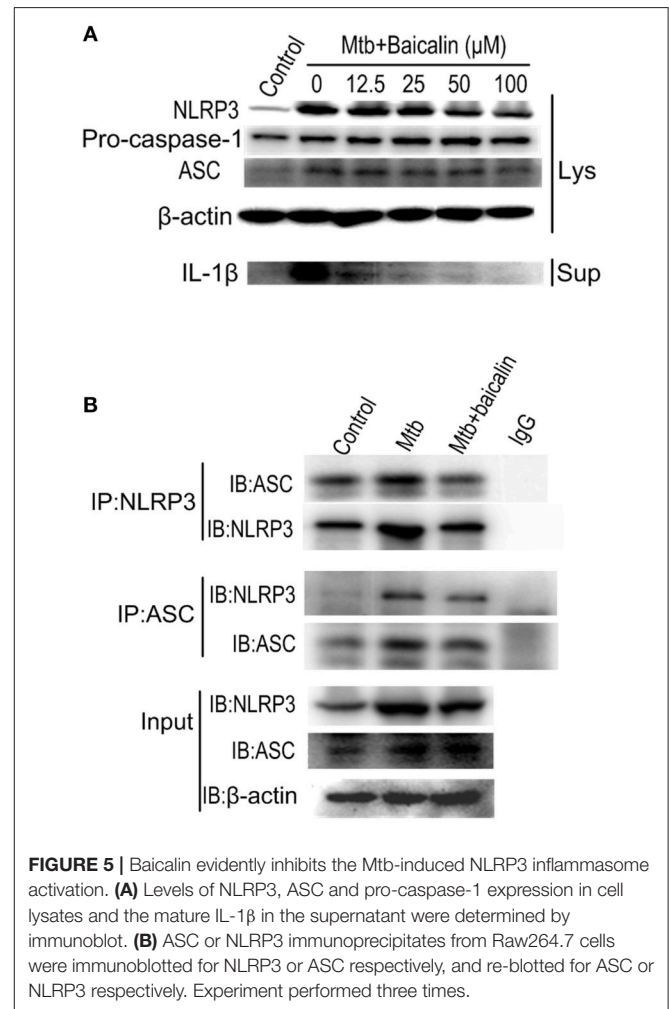 A
Control
Mtb+Baicalin (μM)
0 12.5 25 50 100
NLRP3
Pro-caspase-1
ASC
Lys
β-actin
IL-1β
Sup
B
Control
Mtb
Mtb+baicalin
IgG
IP:NLRP3
IB:ASC
IB:NLRP3
IP:ASC
IB:NLRP3
IB:ASC
Input
IB:NLRP3
IB:ASC
IB:β-actin
FIGURE 5 | Baicalin evidently inhibits the Mtb-induced NLRP3 inflammasome
activation. (A) Levels of NLRP3, ASC and pro-caspase-1 expression in cell
lysates and the mature IL-1β in the supernatant were determined by
immunoblot. (B) ASC or NLRP3 immunoprecipitates from Raw264.7 cells
were immunoblotted for NLRP3 or ASC respectively, and re-blotted for ASC or
NLRP3 respectively. Experiment performed three times.